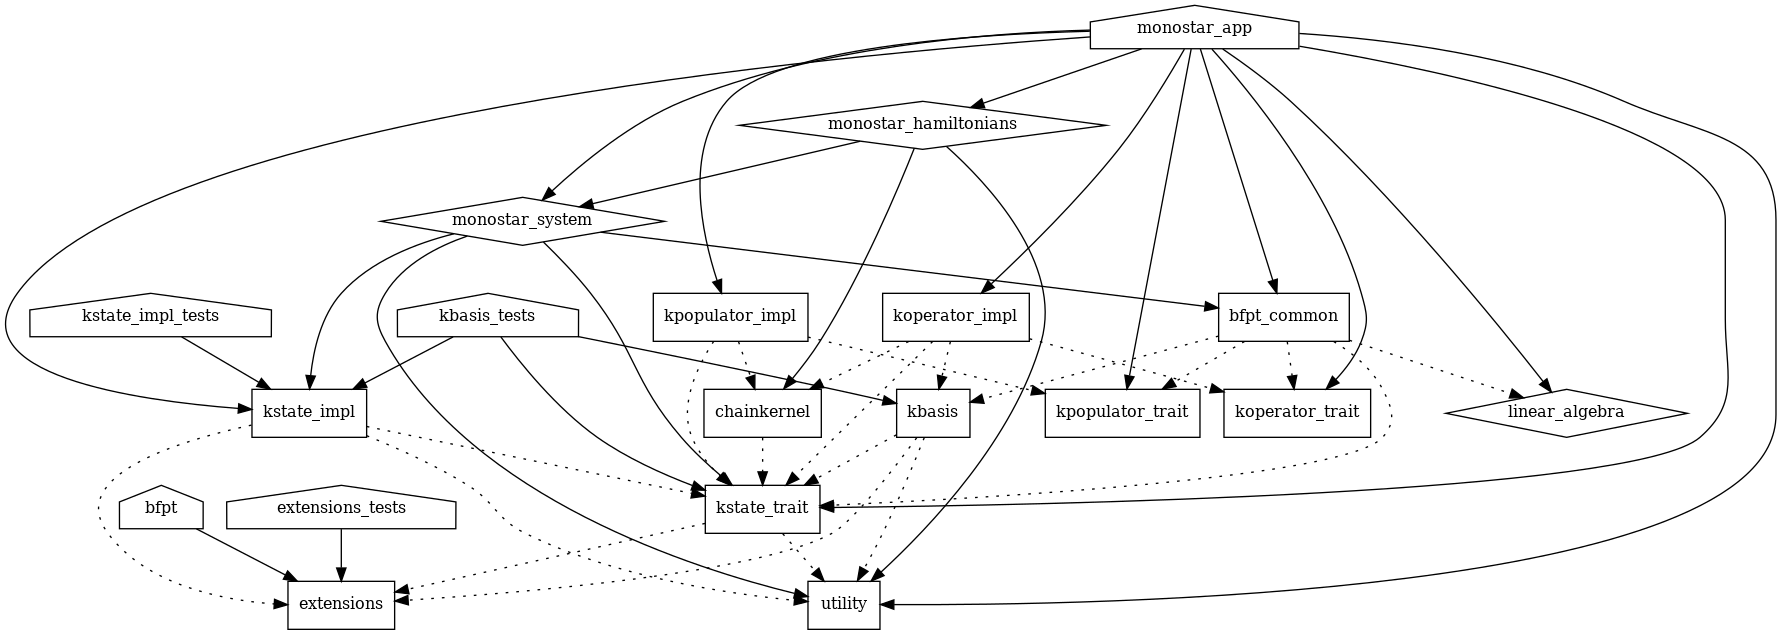 monostar_app
monostar_hamiltonians
monostar_system
kstate_impl_tests
kbasis_tests
kpopulator_impl
koperator_impl
bfpt_common
kstate_impl
chainkernel
kbasis
kpopulator_trait
koperator_trait
linear_algebra
bfpt
extensions_tests
kstate_trait
extensions
utility